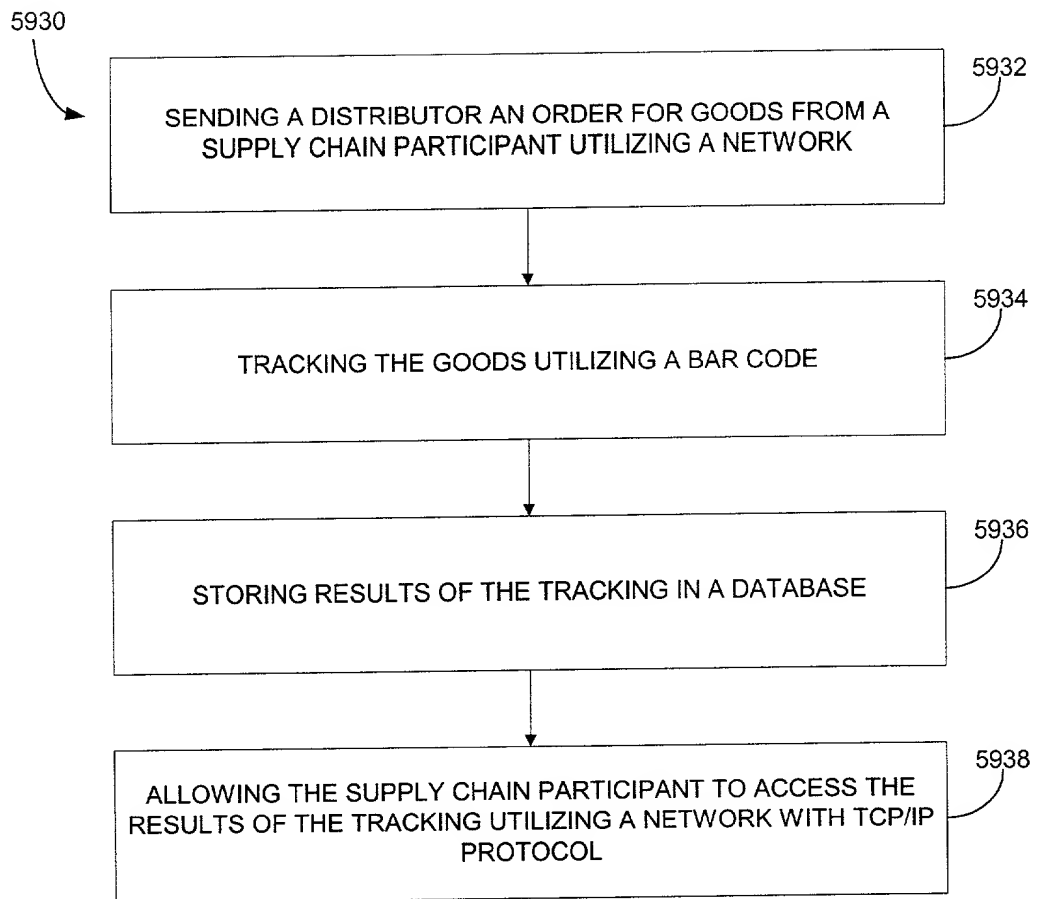 5930
5932
SENDING A DISTRIBUTOR AN ORDER FOR GOODS FROM A
SUPPLY CHAIN PARTICIPANT UTILIZING A NETWORK
5934
TRACKING THE GOODS UTILIZING A BAR CODE
5936
STORING RESULTS OF THE TRACKING IN A DATABASE
5938
ALLOWING THE SUPPLY CHAIN PARTICIPANT TO ACCESS THE
RESULTS OF THE TRACKING UTILIZING A NETWORK WITH TCP/IP
PROTOCOL